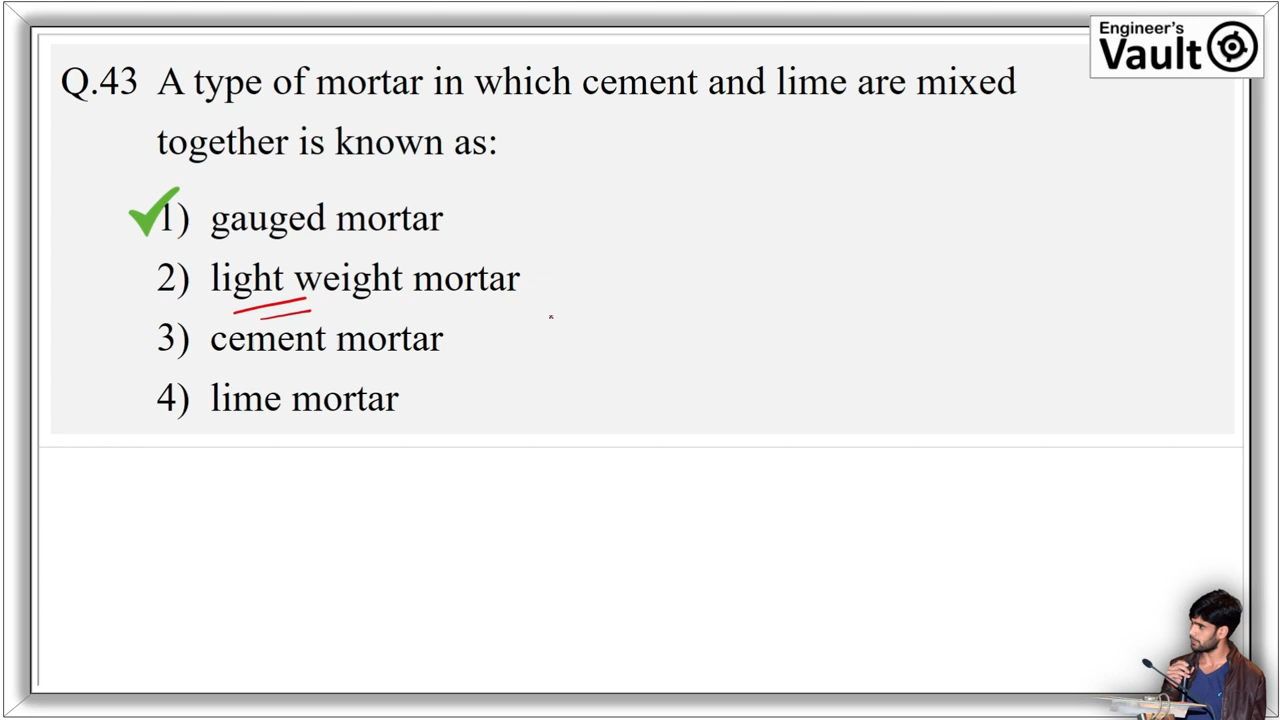 Engineer's
Vault
Q.43 A type of mortar in which cement and lime are mixed
together is known as:
1) gauged mortar
2) light weight mortar
3) cement mortar
4) lime mortar